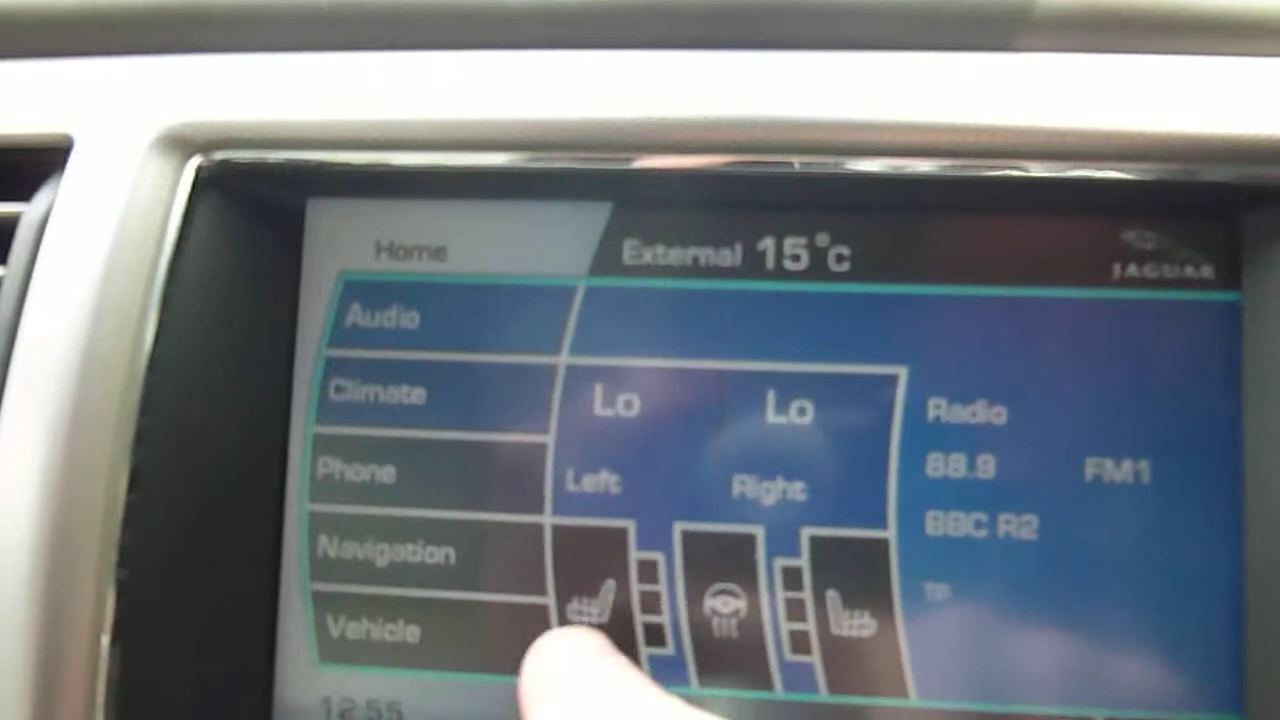 Home
External 15°C
JAGUAR
Audio
Climate
Lo Lo
Radio
Phone
Left Right
88.9 FM1
Navigation
BBC R2
TP
Vehicle
12:55